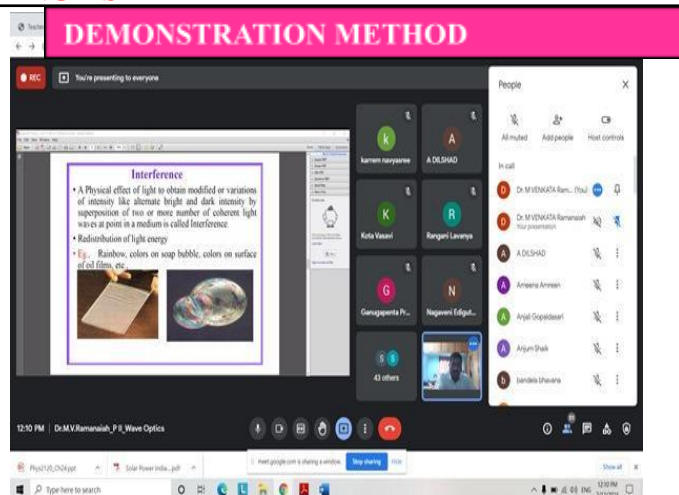 DEMONSTRATION METHOD
REC
You're presenting to everyone
Interference
• A Physical effect of light to obtain modified or variations
of intensity like alternate bright and dark intensity by
superposition of two or more number of coherent light
waves at point in a medium is called Interference
• Redistribution of light energy
• Eg., Rainbow, colors on soap bubble, colors on surface
of oil films, etc.,
k
karrem navyasree
A
A DILSHAD
K
Kota Vasavi
R
Rangani Lavanya
G
Ganugapenta Pr...
N
Nagaveni Edigut...
S S
43 others
People
All muted
Add people
Host controls
In call
D
Dr. M VENKATA Ram... (You)
D
Dr. M VENKATA Ramanaiah
Your presentation
A
A DILSHAD
A
Ameena Amreen
A
Anjali Gopaldasari
A
Anjum Shaik
b
bandela bhavana
12:10 PM | Dr.M.V.Ramanaiah_P II_Wave Optics
Phys2120_Ch24.ppt
Solar Power India....pdf
meet.google.com is sharing a window.
Stop sharing
Hide
Show all
Type here to search
ENG
12:10 PM